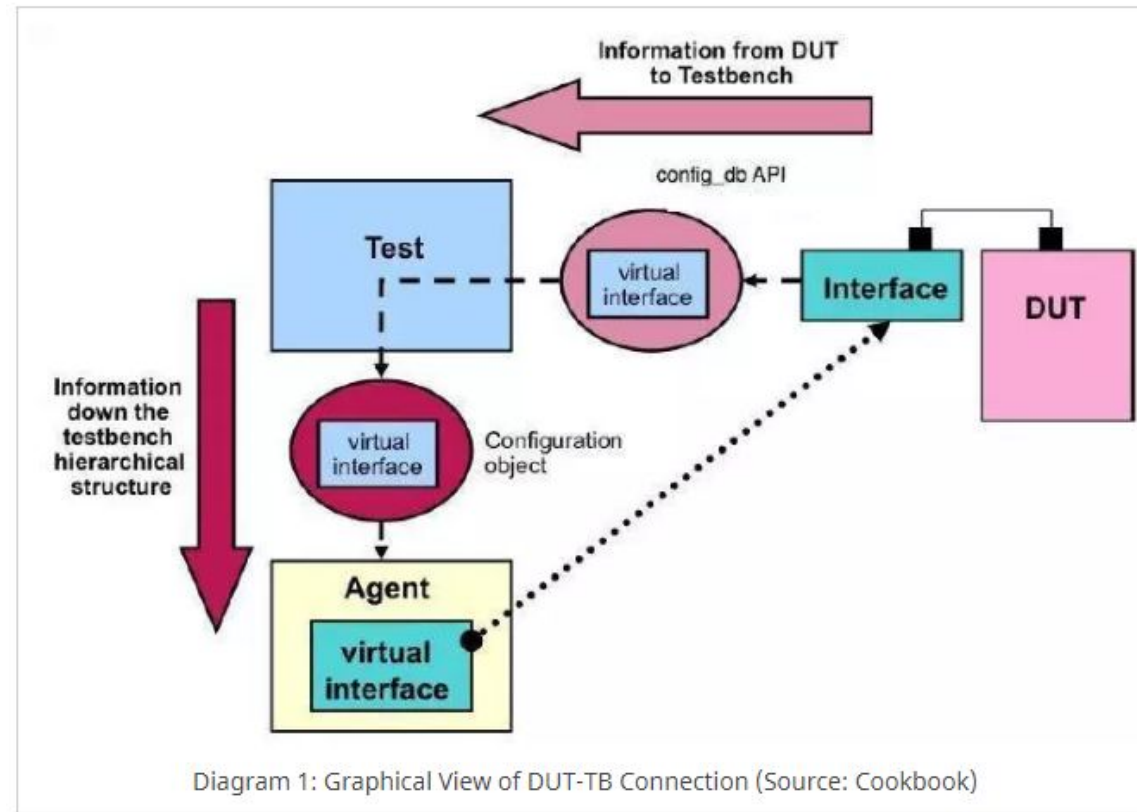 Information from DUT
to Testbench
config_db API
Test
virtual
interface
Interface
DUT
Information
down the
testbench
hierarchical
structure
virtual
interface
Configuration
object
Agent
virtual
interface
Diagram 1: Graphical View of DUT-TB Connection (Source: Cookbook)